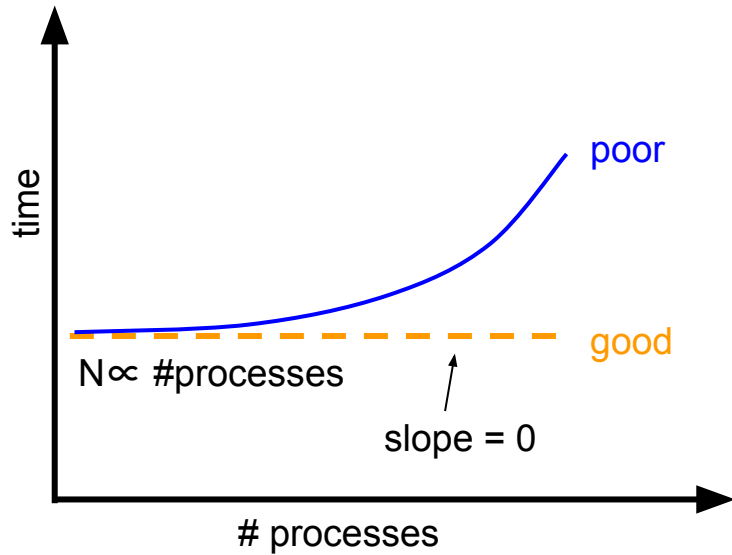 time
poor
good
N∝ #processes
slope = 0
# processes